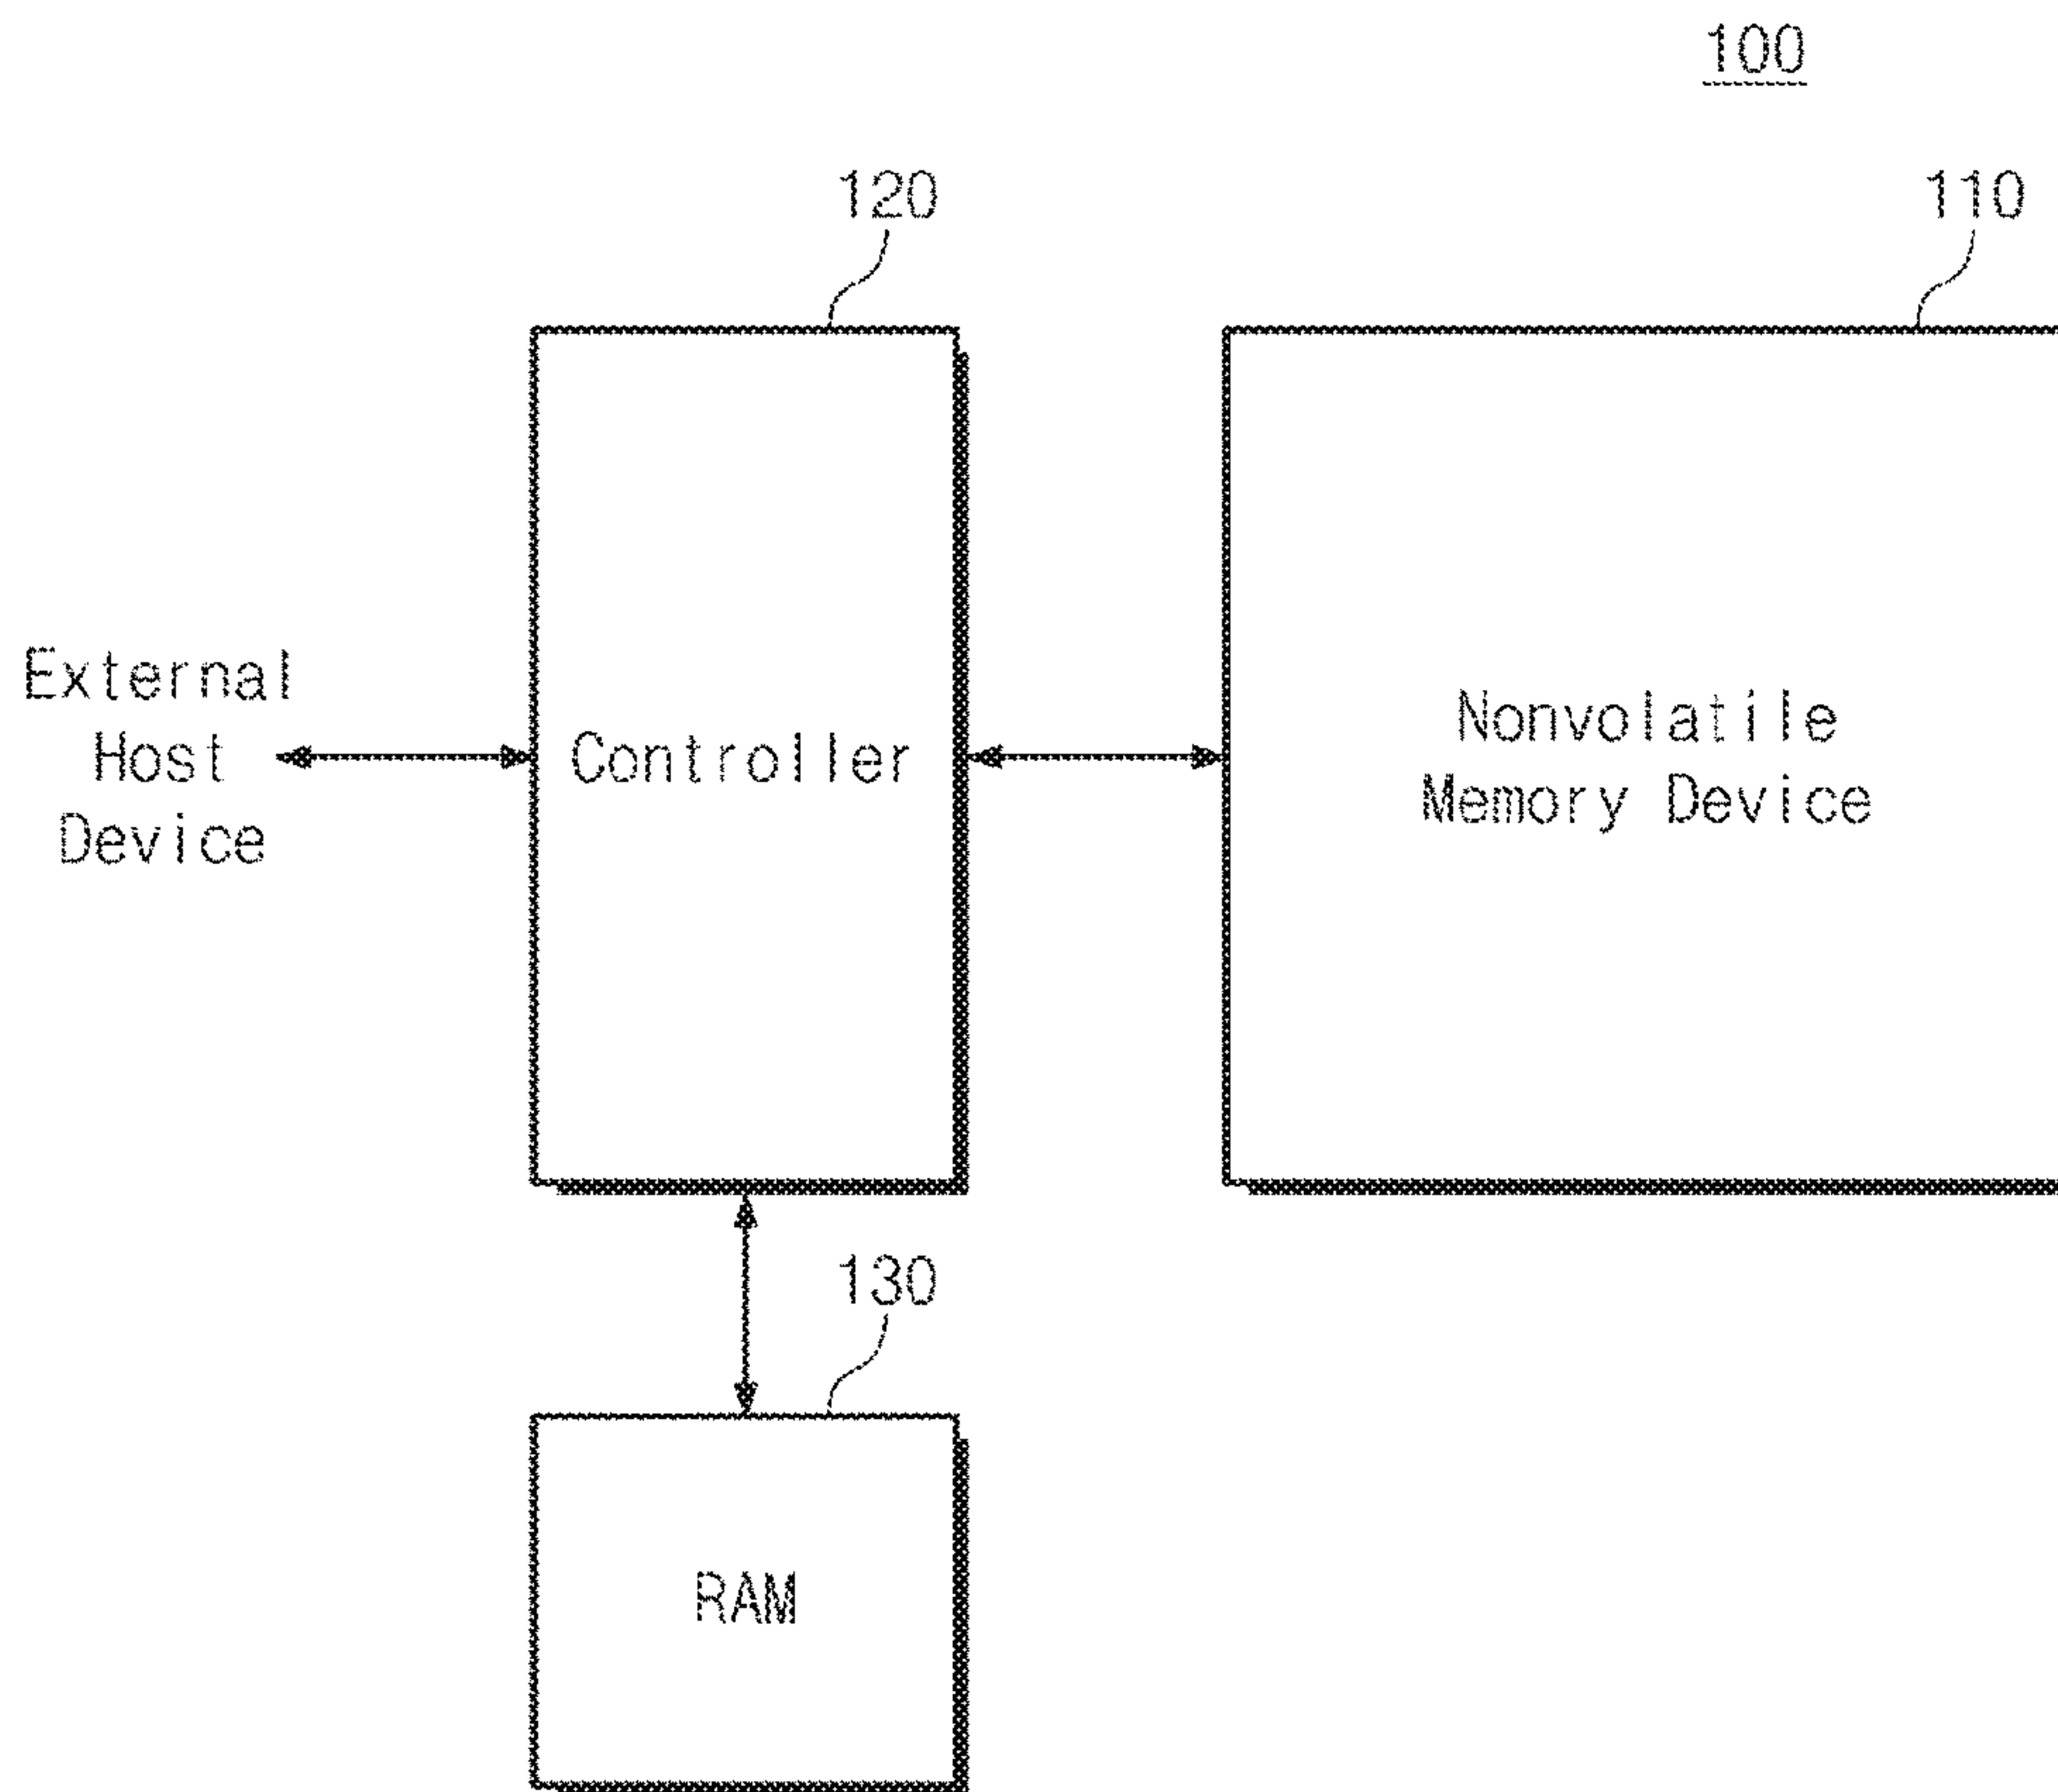 100
120
110
External
Host
Device
Controller
Nonvolatile
Memory Device
130
RAM